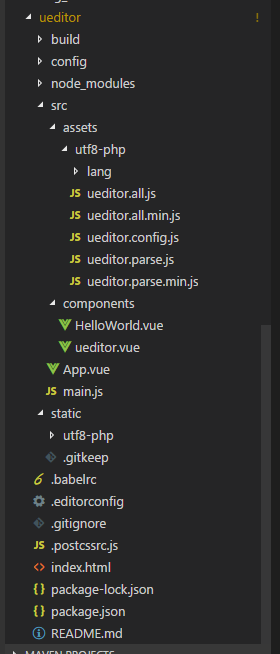 ueditor !
build
config
node_modules
src
assets
utf8-php
lang
JS ueditor.all.js
JS ueditor.all.min.js
JS ueditor.config.js
JS ueditor.parse.js
JS ueditor.parse.min.js
components
HelloWorld.vue
ueditor.vue
App.vue
JS main.js
static
utf8-php
.gitkeep
.babelrc
.editorconfig
.gitignore
JS .postcssrc.js
index.html
package-lock.json
package.json
README.md
MAVEN PROJECTS